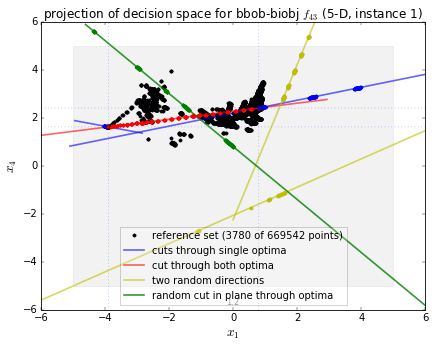 projection of decision space for bbob-biobj f43 (5-D, instance 1)
6
4
2
0
−2
−4
−6
x4
reference set (3780 of 669542 points)
cuts through single optima
cut through both optima
two random directions
random cut in plane through optima
1.2
−6 −4 −2 0 2 4 6
x1